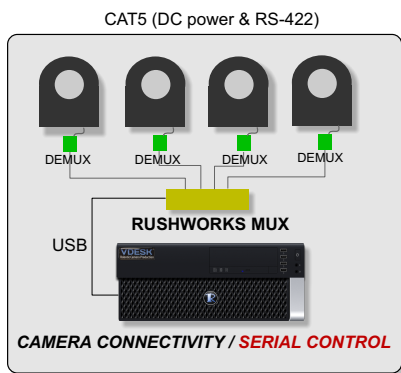 CAT5 (DC power & RS-422)
DEMUX DEMUX DEMUX DEMUX
RUSHWORKS MUX
USB
VDESK
CAMERA CONNECTIVITY / SERIAL CONTROL